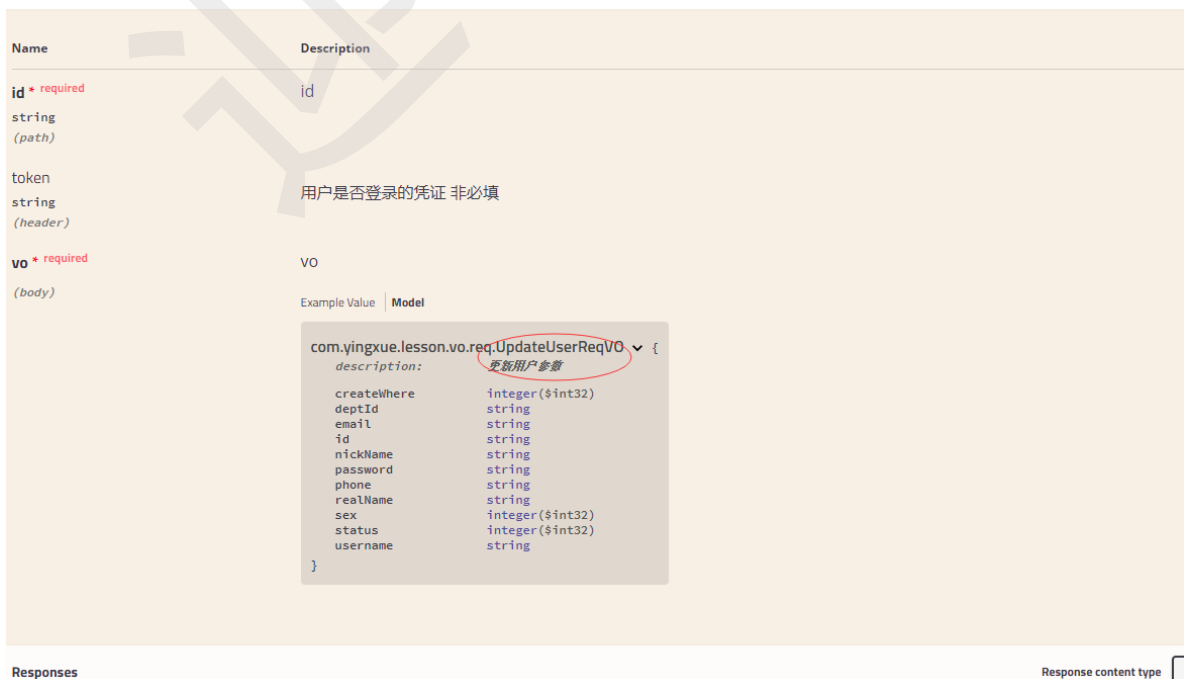 Name Description
id * required id
string
(path)
token
string 用户是否登录的凭证 非必填
(header)
vo * required vo
(body)
Example Value Model
com.yingxue.lesson.vo.req.UpdateUserReqVO {
description: 更新用户参数
createWhere integer($int32)
deptId string
email string
id string
nickName string
password string
phone string
realName string
sex integer($int32)
status integer($int32)
username string
}
Responses Response content type